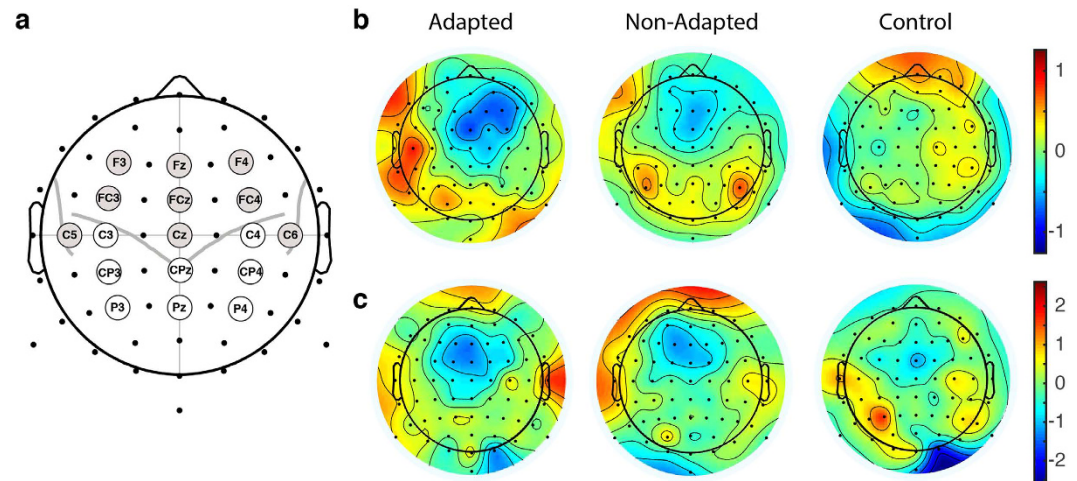 a
b Adapted Non-Adapted Control
F3 Fz F4
FC3 FCz FC4
C5 C3 Cz C4 C6
CP3 CPz CP4
P3 Pz P4
1
0
-1
c
2
1
0
-1
-2